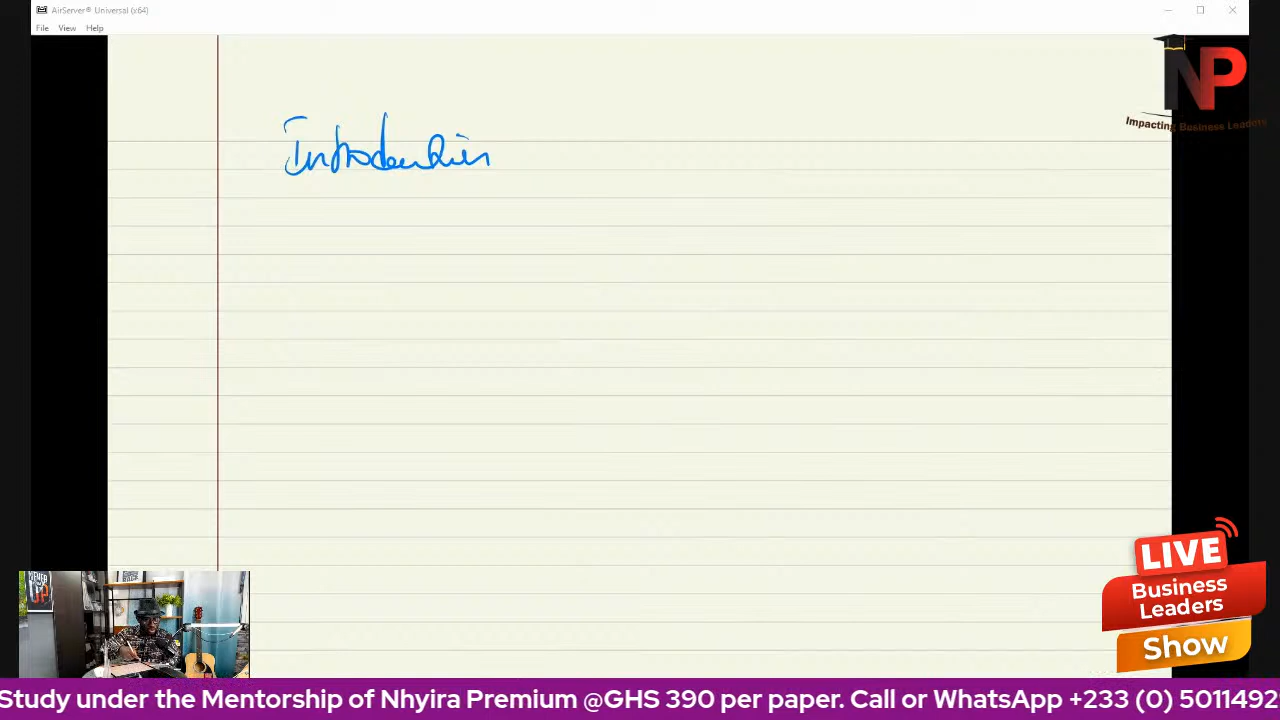 AirServer® Universal (x64)
File View Help
NP
Impacting Business Leaders
Introduction
LIVE
Business
Leaders
Show
Study under the Mentorship of Nhyira Premium @GHS 390 per paper. Call or WhatsApp +233 (0) 5011492